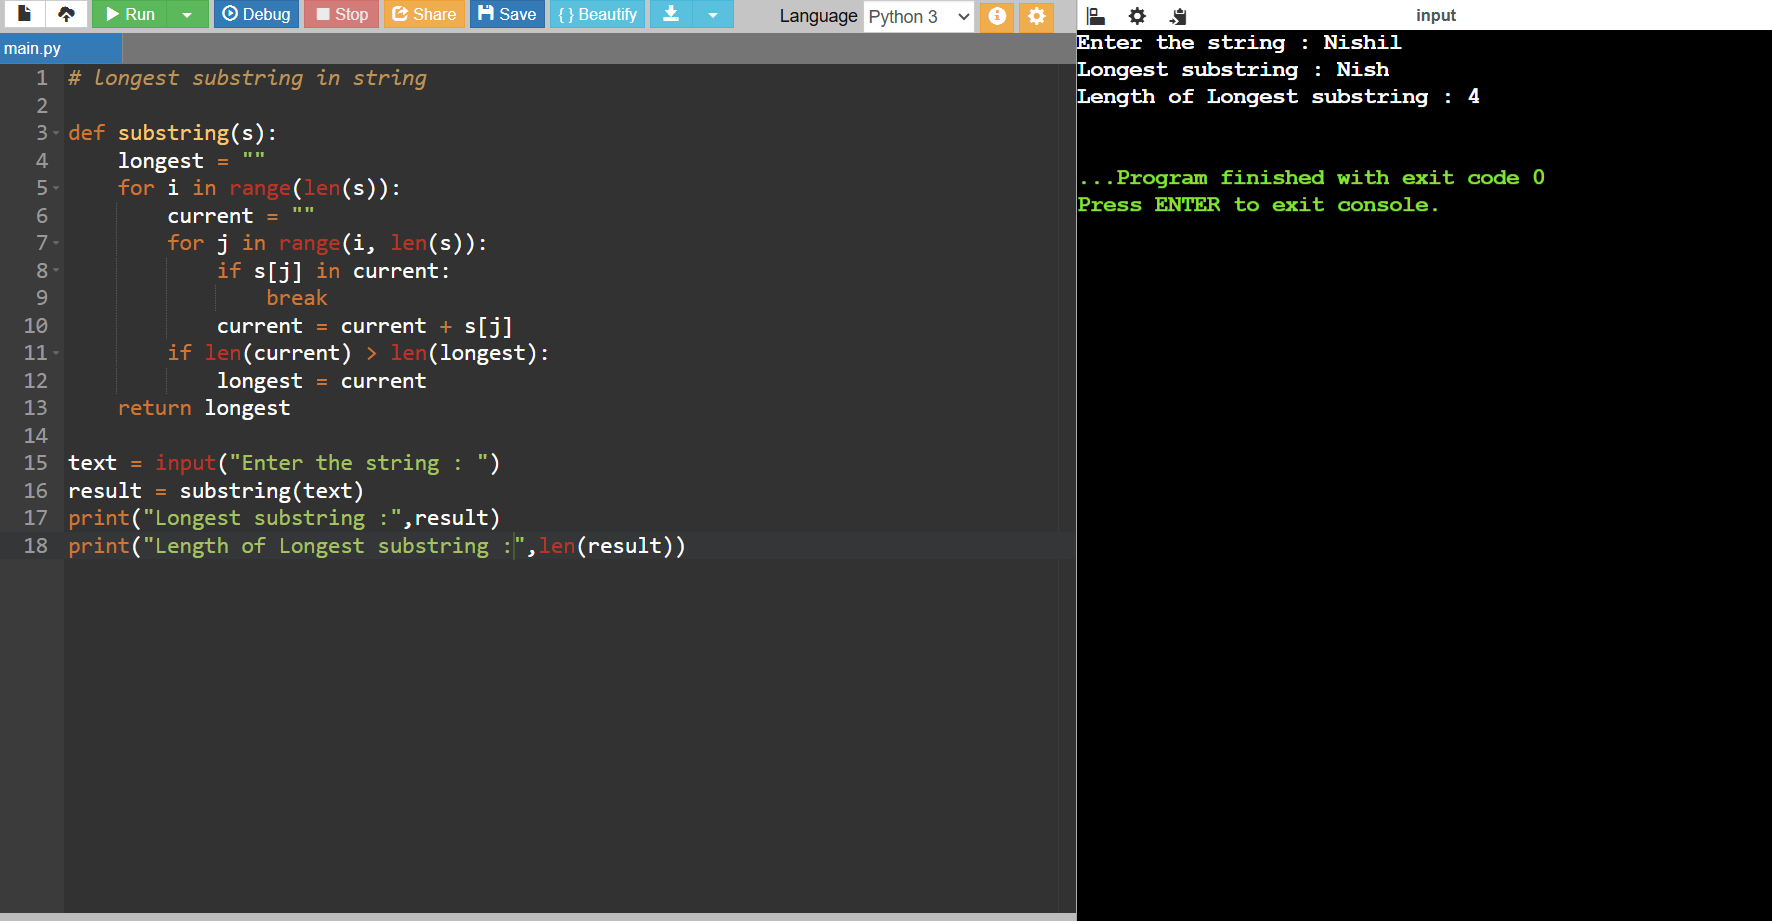 Run Debug Stop Share Save { } Beautify Language Python 3
main.py
1 # longest substring in string
2
3 def substring(s):
4     longest = ""
5     for i in range(len(s)):
6         current = ""
7         for j in range(i, len(s)):
8             if s[j] in current:
9                 break
10             current = current + s[j]
11         if len(current) > len(longest):
12             longest = current
13     return longest
14
15 text = input("Enter the string : ")
16 result = substring(text)
17 print("Longest substring :",result)
18 print("Length of Longest substring :",len(result))
input
Enter the string : Nishil
Longest substring : Nish
Length of Longest substring : 4
...Program finished with exit code 0
Press ENTER to exit console.